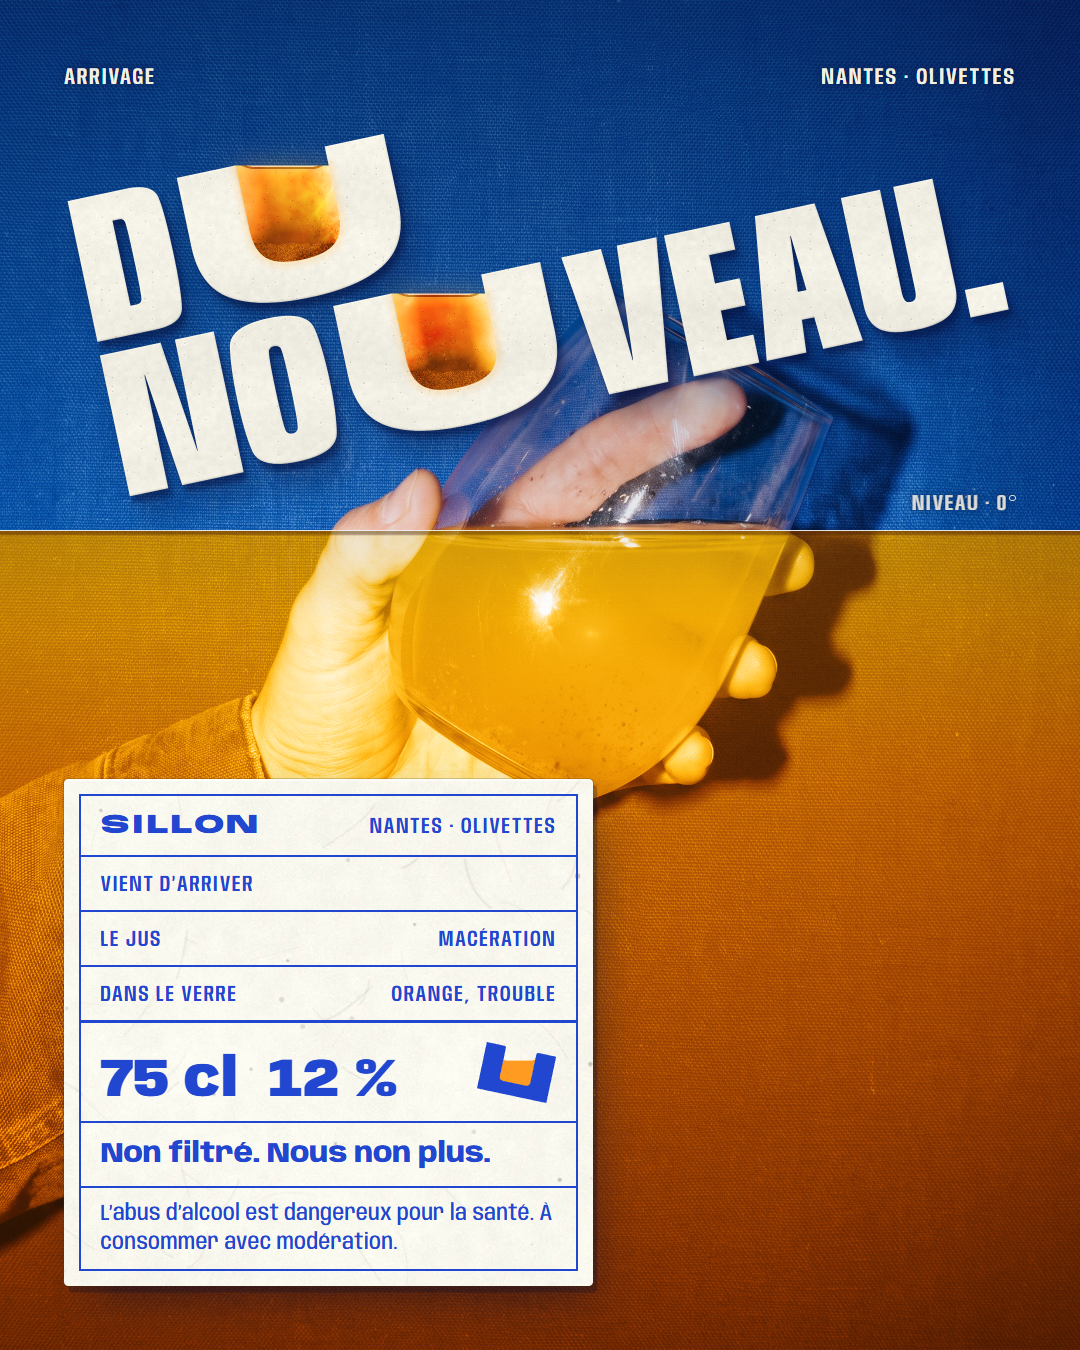 ARRIVAGE
NANTES · OLIVETTES
DU
NOUVEAU.
NIVEAU · 0°
SILLON
NANTES · OLIVETTES
VIENT D'ARRIVER
LE JUS
MACÉRATION
DANS LE VERRE
ORANGE, TROUBLE
75 cl 12 %
Non filtré. Nous non plus.
L'abus d'alcool est dangereux pour la santé. À
consommer avec modération.